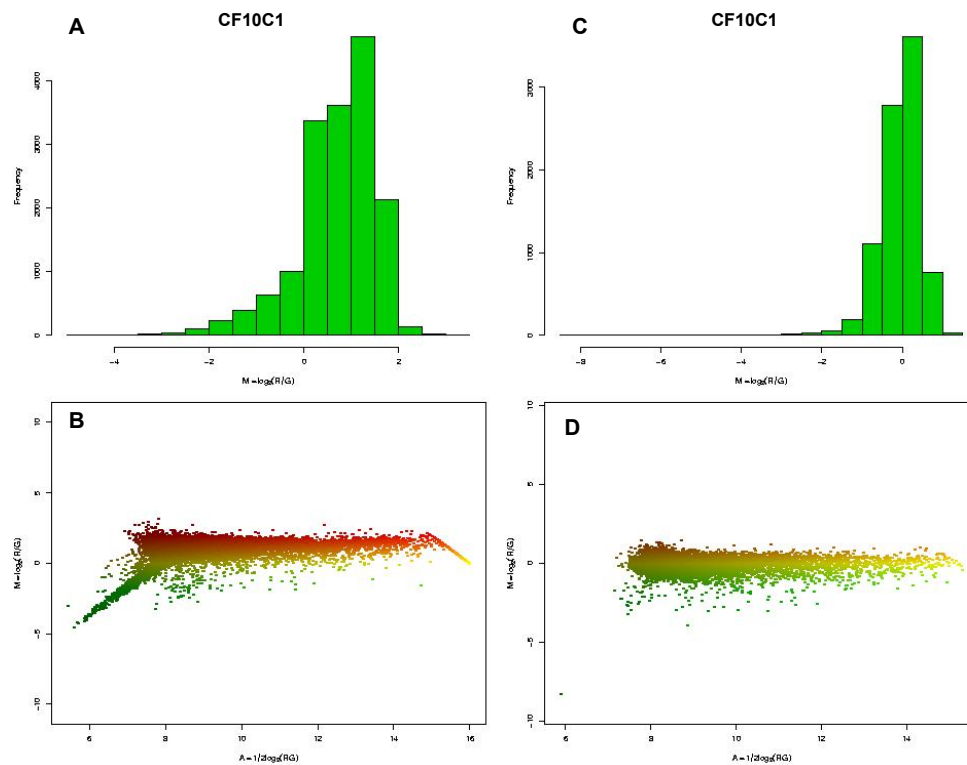 A
CF10C1
Frequency
0
1000
2000
3000
4000
-4
-2
0
2
M=log₂(R/G)
C
CF10C1
Frequency
0
1000
2000
3000
-8
-6
-4
-2
0
M=log₂(R/G)
B
M=log₂(R/G)
10
5
0
-5
-10
6
8
10
12
14
16
A=1/2log₂(RG)
D
M=log₂(R/G)
10
5
0
-5
-10
6
8
10
12
14
A=1/2log₂(RG)